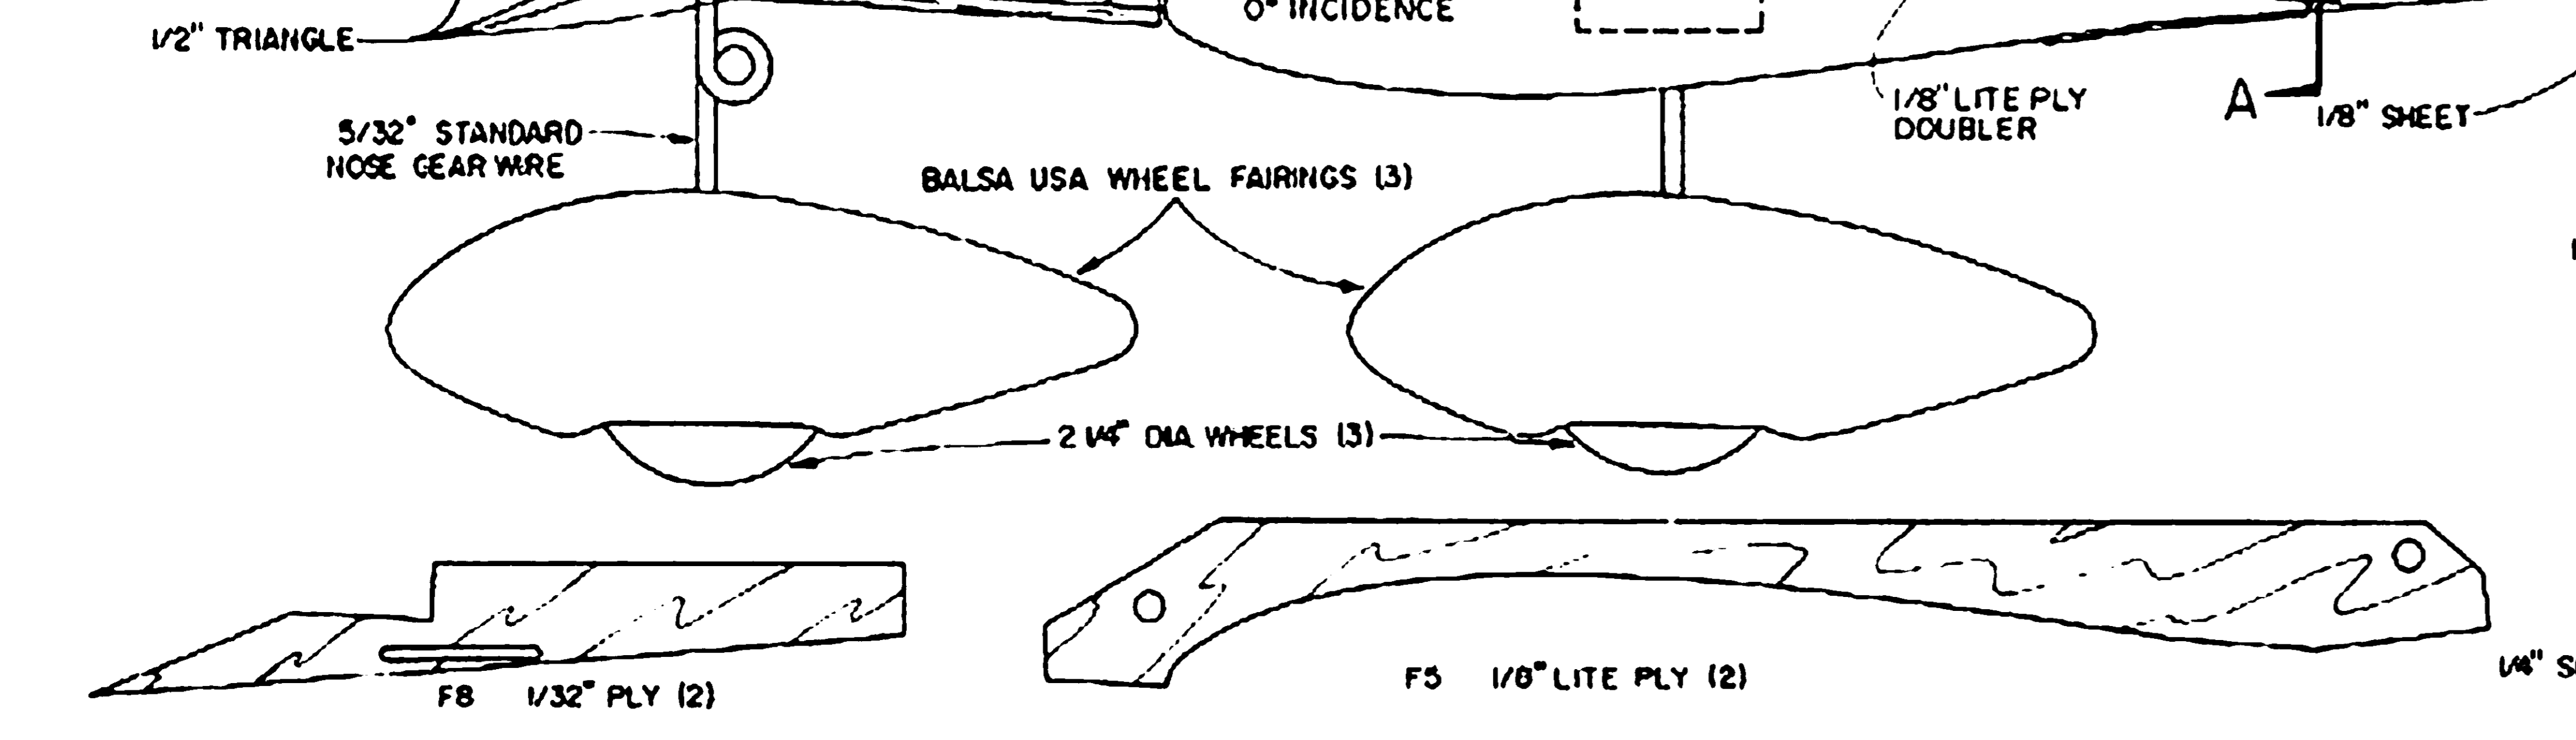 0° INCIDENCE
1/2" TRIANGLE
1/8" LITE PLY
DOUBLER
A
1/8" SHEET
5/32" STANDARD
NOSE GEAR WIRE
BALSA USA WHEEL FAIRINGS (3)
2 1/4" DIA WHEELS (3)
F8 1/32" PLY (2)
F5 1/8" LITE PLY (2)
1/4"